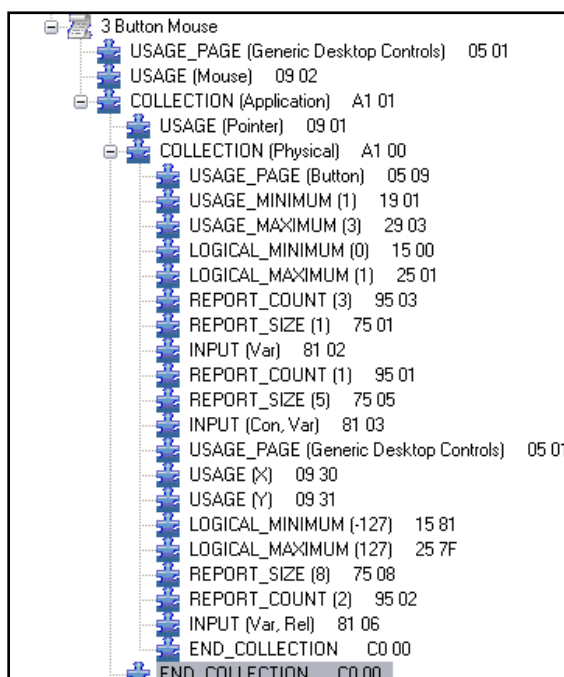 3 Button Mouse
USAGE_PAGE (Generic Desktop Controls) 05 01
USAGE (Mouse) 09 02
COLLECTION (Application) A1 01
USAGE (Pointer) 09 01
COLLECTION (Physical) A1 00
USAGE_PAGE (Button) 05 09
USAGE_MINIMUM (1) 19 01
USAGE_MAXIMUM (3) 29 03
LOGICAL_MINIMUM (0) 15 00
LOGICAL_MAXIMUM (1) 25 01
REPORT_COUNT (3) 95 03
REPORT_SIZE (1) 75 01
INPUT (Var) 81 02
REPORT_COUNT (1) 95 01
REPORT_SIZE (5) 75 05
INPUT (Con, Var) 81 03
USAGE_PAGE (Generic Desktop Controls) 05 01
USAGE (X) 09 30
USAGE (Y) 09 31
LOGICAL_MINIMUM (-127) 15 81
LOGICAL_MAXIMUM (127) 25 7F
REPORT_SIZE (8) 75 08
REPORT_COUNT (2) 95 02
INPUT (Var, Rel) 81 06
END_COLLECTION C0 00
END_COLLECTION C0 00